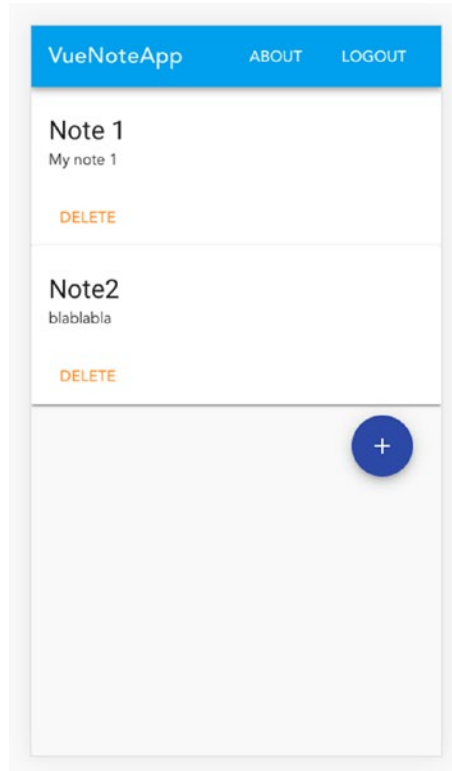 VueNoteApp ABOUT LOGOUT
Note 1
My note 1
DELETE
Note2
blablabla
DELETE
+